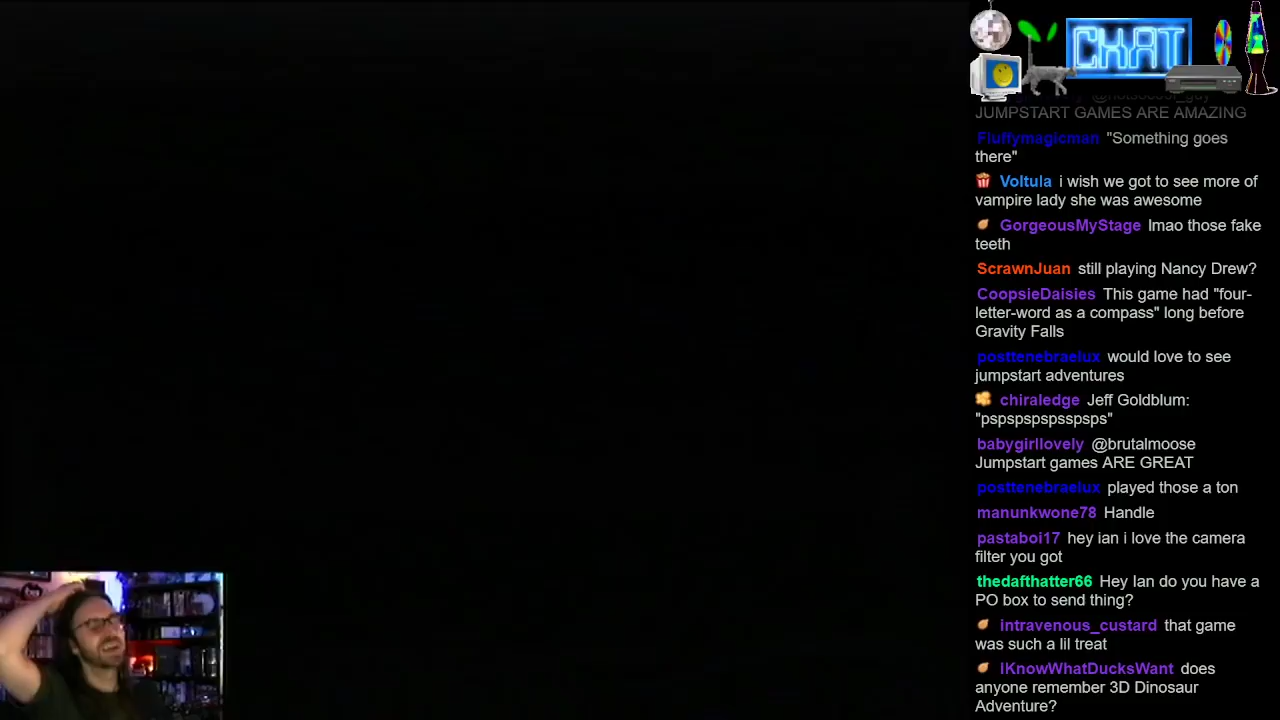 CHAT
JUMPSTART GAMES ARE AMAZING
Fluffymagicman "Something goes
there"
Voltula i wish we got to see more of
vampire lady she was awesome
GorgeousMyStage lmao those fake
teeth
ScrawnJuan still playing Nancy Drew?
CoopsieDaisies This game had "four-
letter-word as a compass" long before
Gravity Falls
posttenebraelux would love to see
jumpstart adventures
chiraledge Jeff Goldblum:
"pspspspspsspsps"
babygirllovely @brutalmoose
Jumpstart games ARE GREAT
posttenebraelux played those a ton
manunkwone78 Handle
pastaboi17 hey ian i love the camera
filter you got
thedafthatter66 Hey Ian do you have a
PO box to send thing?
intravenous_custard that game
was such a lil treat
IKnowWhatDucksWant does
anyone remember 3D Dinosaur
Adventure?